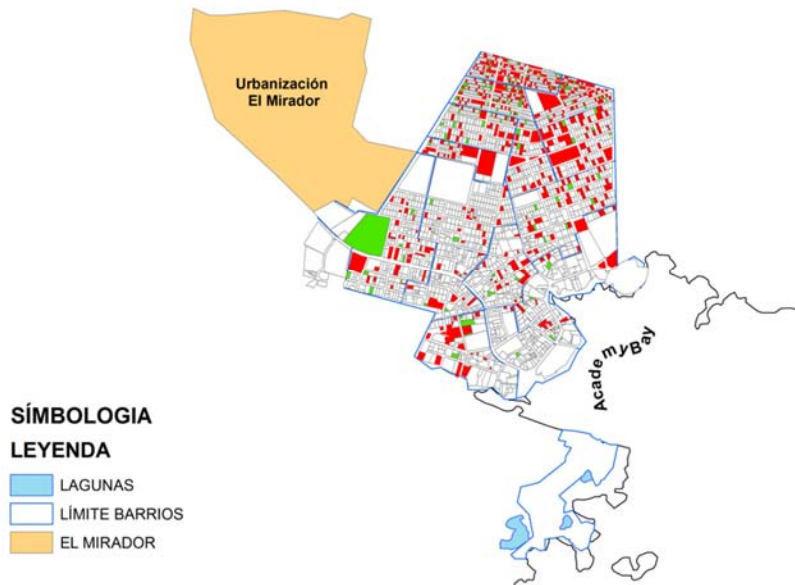 Urbanización
El Mirador
Academy Bay
SÍMBOLOGIA
LEYENDA
LAGUNAS
LÍMITE BARRIOS
EL MIRADOR